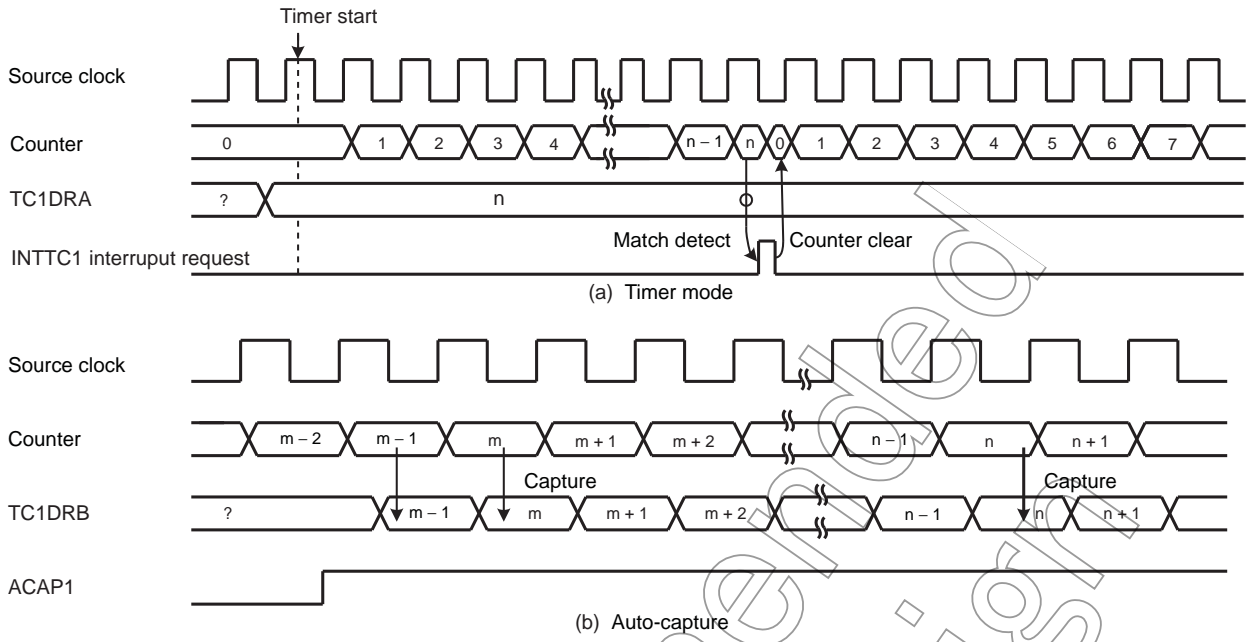 Timer start
Source clock
Counter 0 1 2 3 4 n – 1 n 0 1 2 3 4 5 6 7
TC1DRA ? n
Match detect Counter clear
INTTC1 interruput request
(a) Timer mode
Source clock
Counter m – 2 m – 1 m m + 1 m + 2 n – 1 n n + 1
Capture Capture
TC1DRB ? m – 1 m m + 1 m + 2 n – 1 n n + 1
ACAP1
(b) Auto-capture